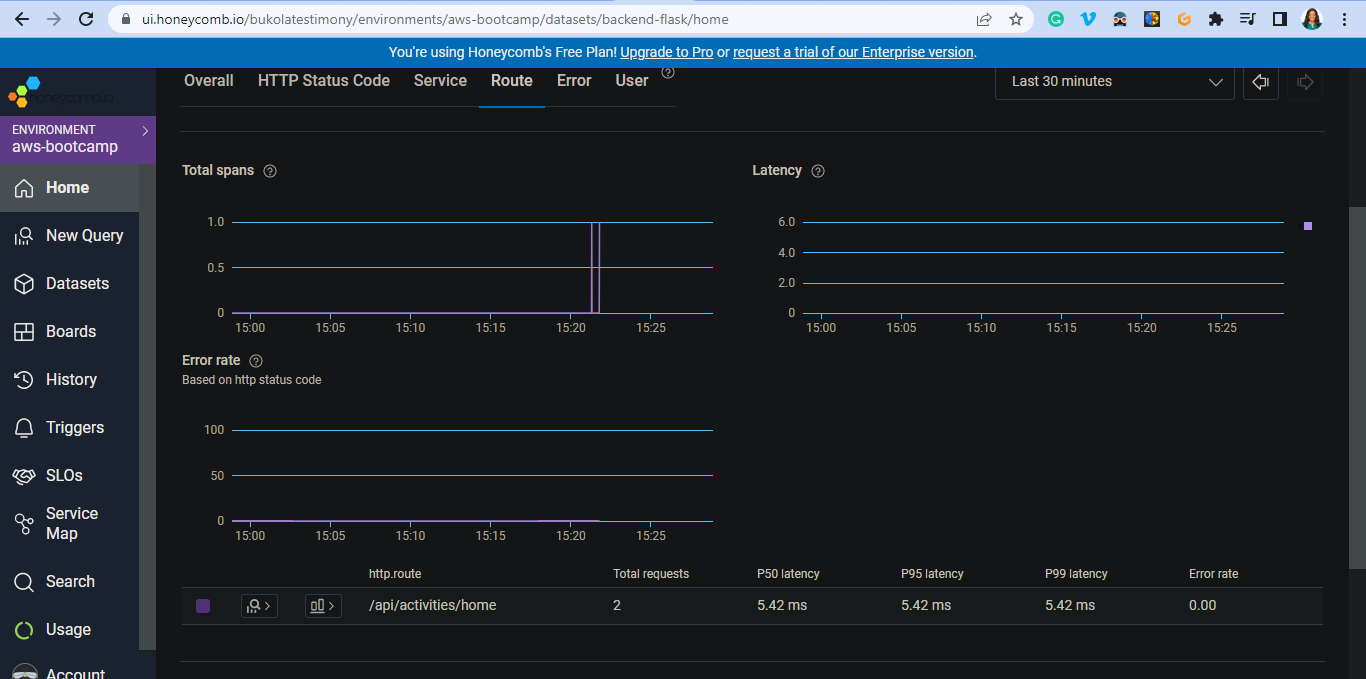 ui.honeycomb.io/bukolatestimony/environments/aws-bootcamp/datasets/backend-flask/home
You're using Honeycomb's Free Plan! Upgrade to Pro or request a trial of our Enterprise version.
honeycomb.io
ENVIRONMENT
aws-bootcamp
Home
New Query
Datasets
Boards
History
Triggers
SLOs
Service
Map
Search
Usage
Account
Overall HTTP Status Code Service Route Error User
Last 30 minutes
Total spans
1.0
0.5
0
15:00 15:05 15:10 15:15 15:20 15:25
Latency
6.0
4.0
2.0
0
15:00 15:05 15:10 15:15 15:20 15:25
Error rate
Based on http status code
100
50
0
15:00 15:05 15:10 15:15 15:20 15:25
http.route Total requests P50 latency P95 latency P99 latency Error rate
/api/activities/home 2 5.42 ms 5.42 ms 5.42 ms 0.00